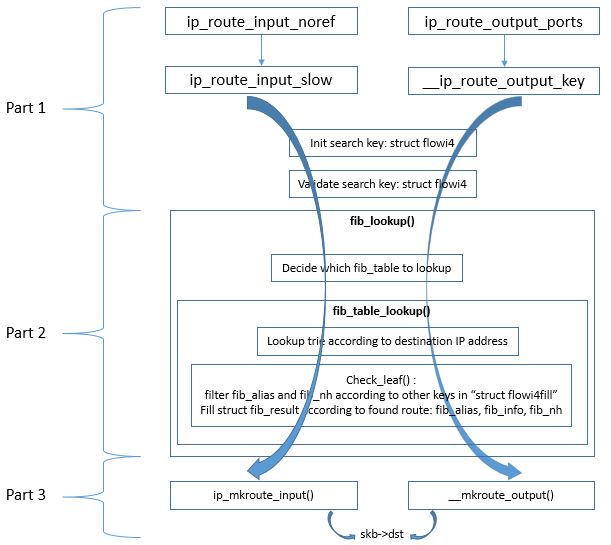 ip_route_input_noref
ip_route_output_ports
Part 1
ip_route_input_slow
__ip_route_output_key
Init search key: struct flowi4
Validate search key: struct flowi4
Part 2
fib_lookup()
Decide which fib_table to lookup
fib_table_lookup()
Lookup trie according to destination IP address
Check_leaf() :
filter fib_alias and fib_nh according to other keys in “struct flowi4fill”
Fill struct fib_result according to found route: fib_alias, fib_info, fib_nh
Part 3
ip_mkroute_input()
__mkroute_output()
skb->dst